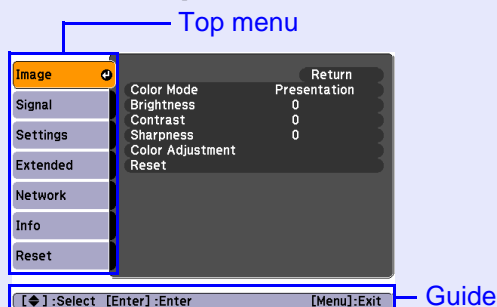 Top menu
Image
Signal
Settings
Extended
Network
Info
Reset
Return
Color Mode Presentation
Brightness 0
Contrast 0
Sharpness 0
Color Adjustment
Reset
[◆] :Select [Enter] :Enter [Menu]:Exit
Guide